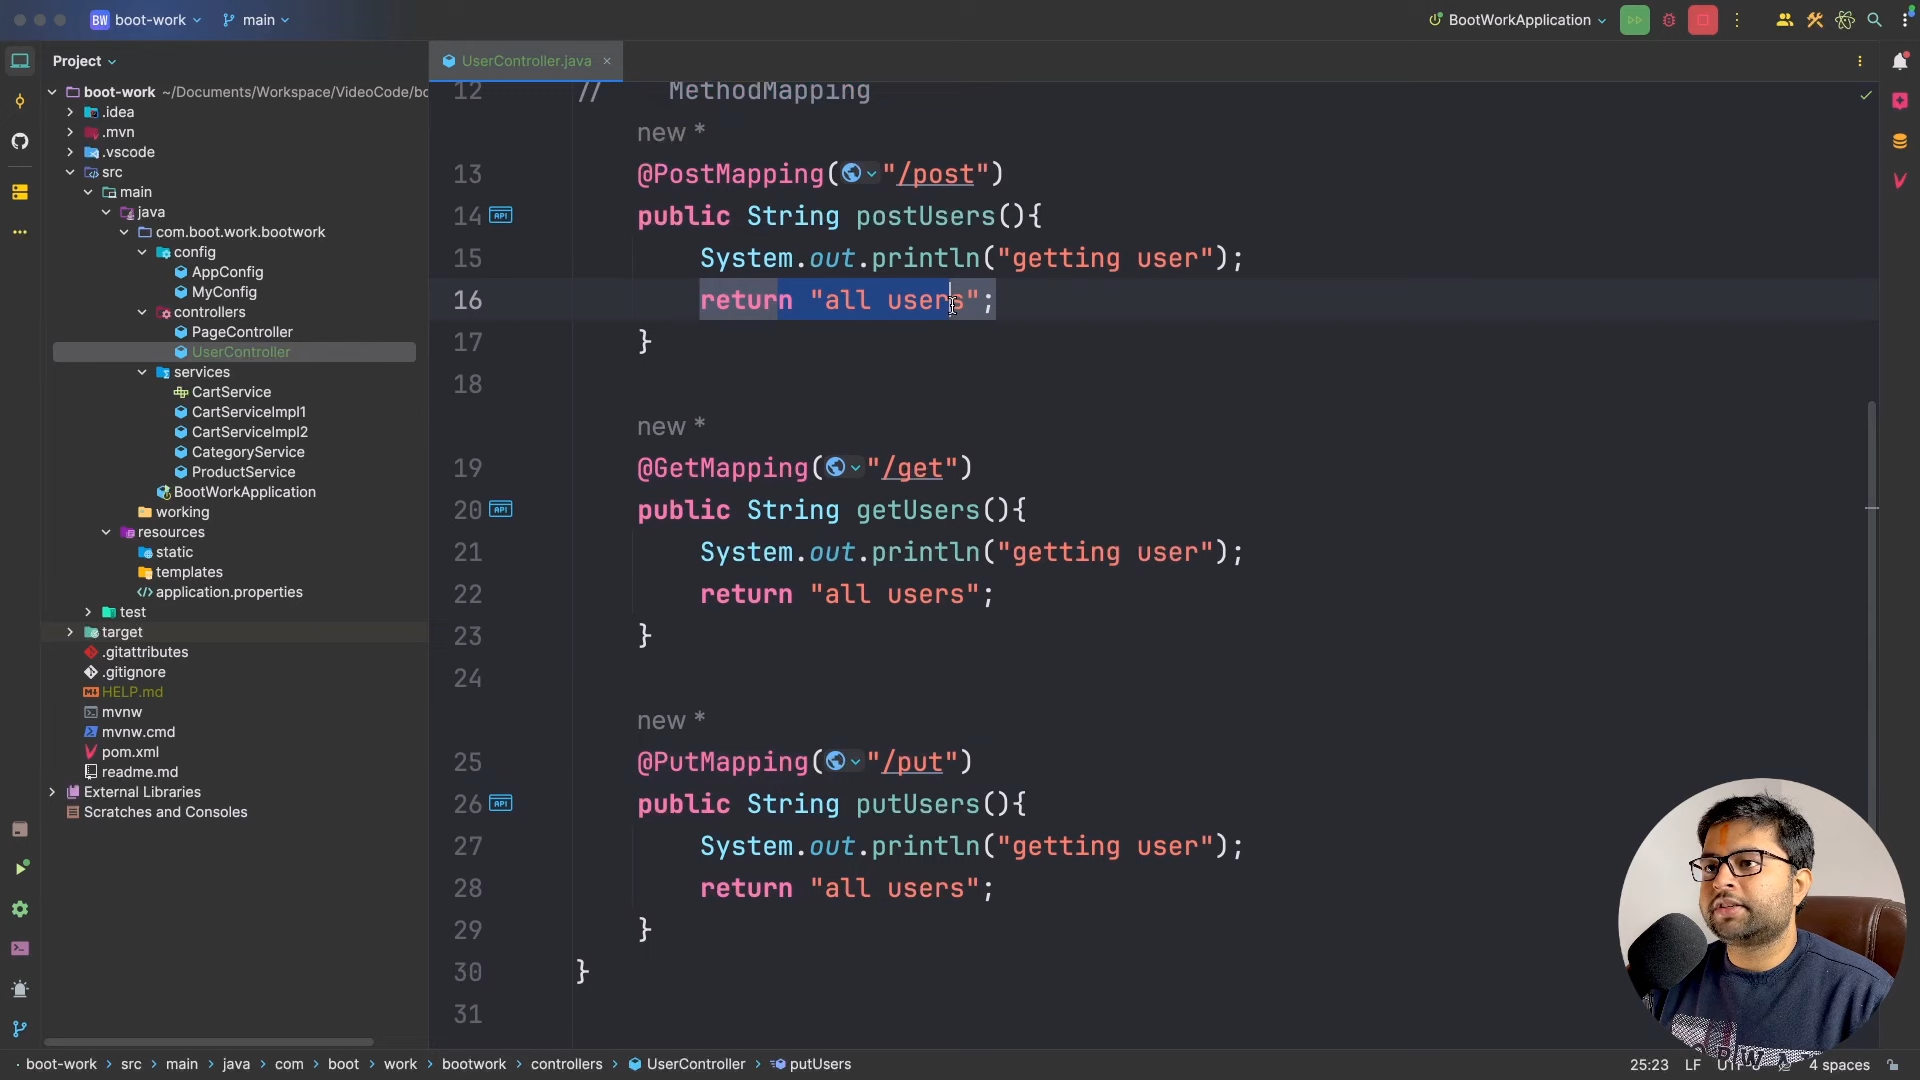 BW boot-work
main
BootWorkApplication
Project
UserController.java
boot-work ~/Documents/Workspace/VideoCode/bo
.idea
.mvn
.vscode
src
main
java
com.boot.work.bootwork
config
AppConfig
MyConfig
controllers
PageController
UserController
services
CartService
CartServiceImpl1
CartServiceImpl2
CategoryService
ProductService
BootWorkApplication
working
resources
static
templates
application.properties
test
target
.gitattributes
.gitignore
HELP.md
mvnw
mvnw.cmd
pom.xml
readme.md
External Libraries
Scratches and Consoles
12 // MethodMapping
new *
13 @PostMapping("/post")
14 API public String postUsers(){
15 System.out.println("getting user");
16 return "all users";
17 }
18
new *
19 @GetMapping("/get")
20 API public String getUsers(){
21 System.out.println("getting user");
22 return "all users";
23 }
24
new *
25 @PutMapping("/put")
26 API public String putUsers(){
27 System.out.println("getting user");
28 return "all users";
29 }
30 }
31
boot-work > src > main > java > com > boot > work > bootwork > controllers > UserController > putUsers
25:23 LF 4 spaces